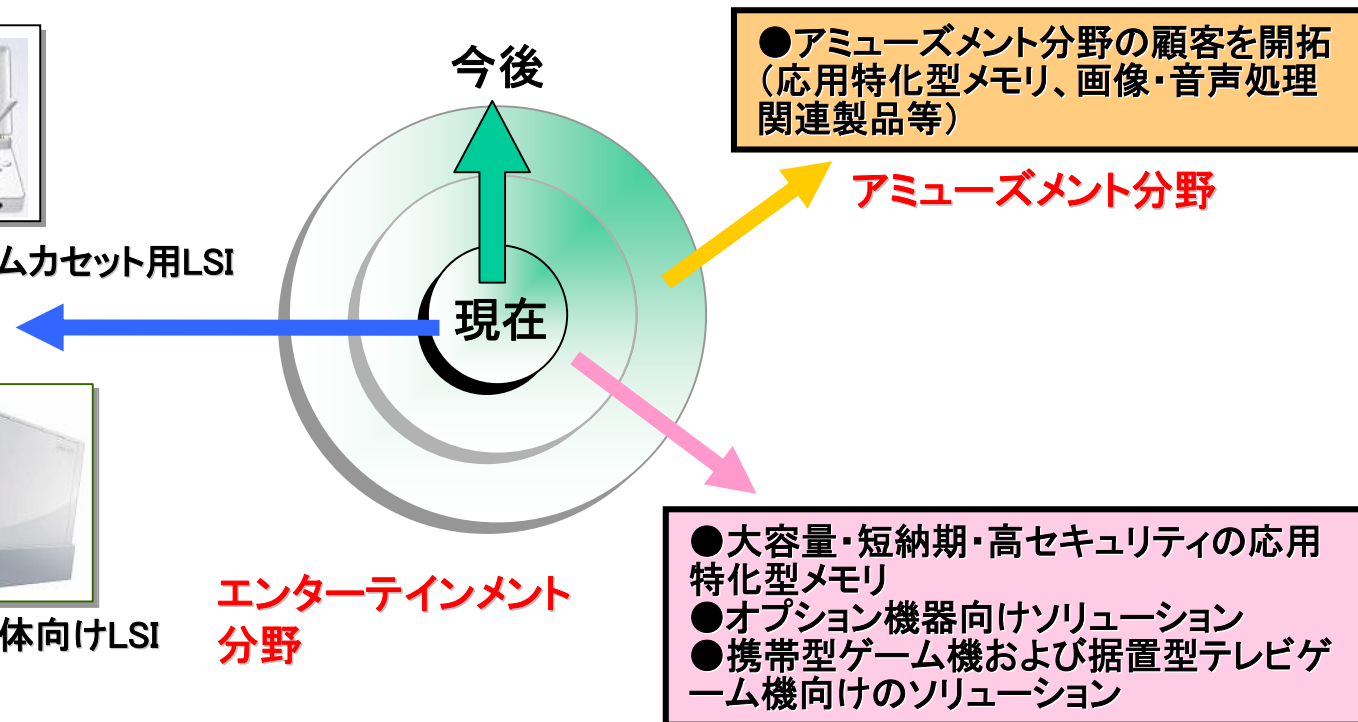 今後
●アミューズメント分野の顧客を開拓
（応用特化型メモリ、画像・音声処理
関連製品等）
アミューズメント分野
ムカセット用LSI
現在
体向けLSI
エンターテインメント
分野
●大容量・短納期・高セキュリティの応用
特化型メモリ
●オプション機器向けソリューション
●携帯型ゲーム機および据置型テレビゲ
ーム機向けのソリューション